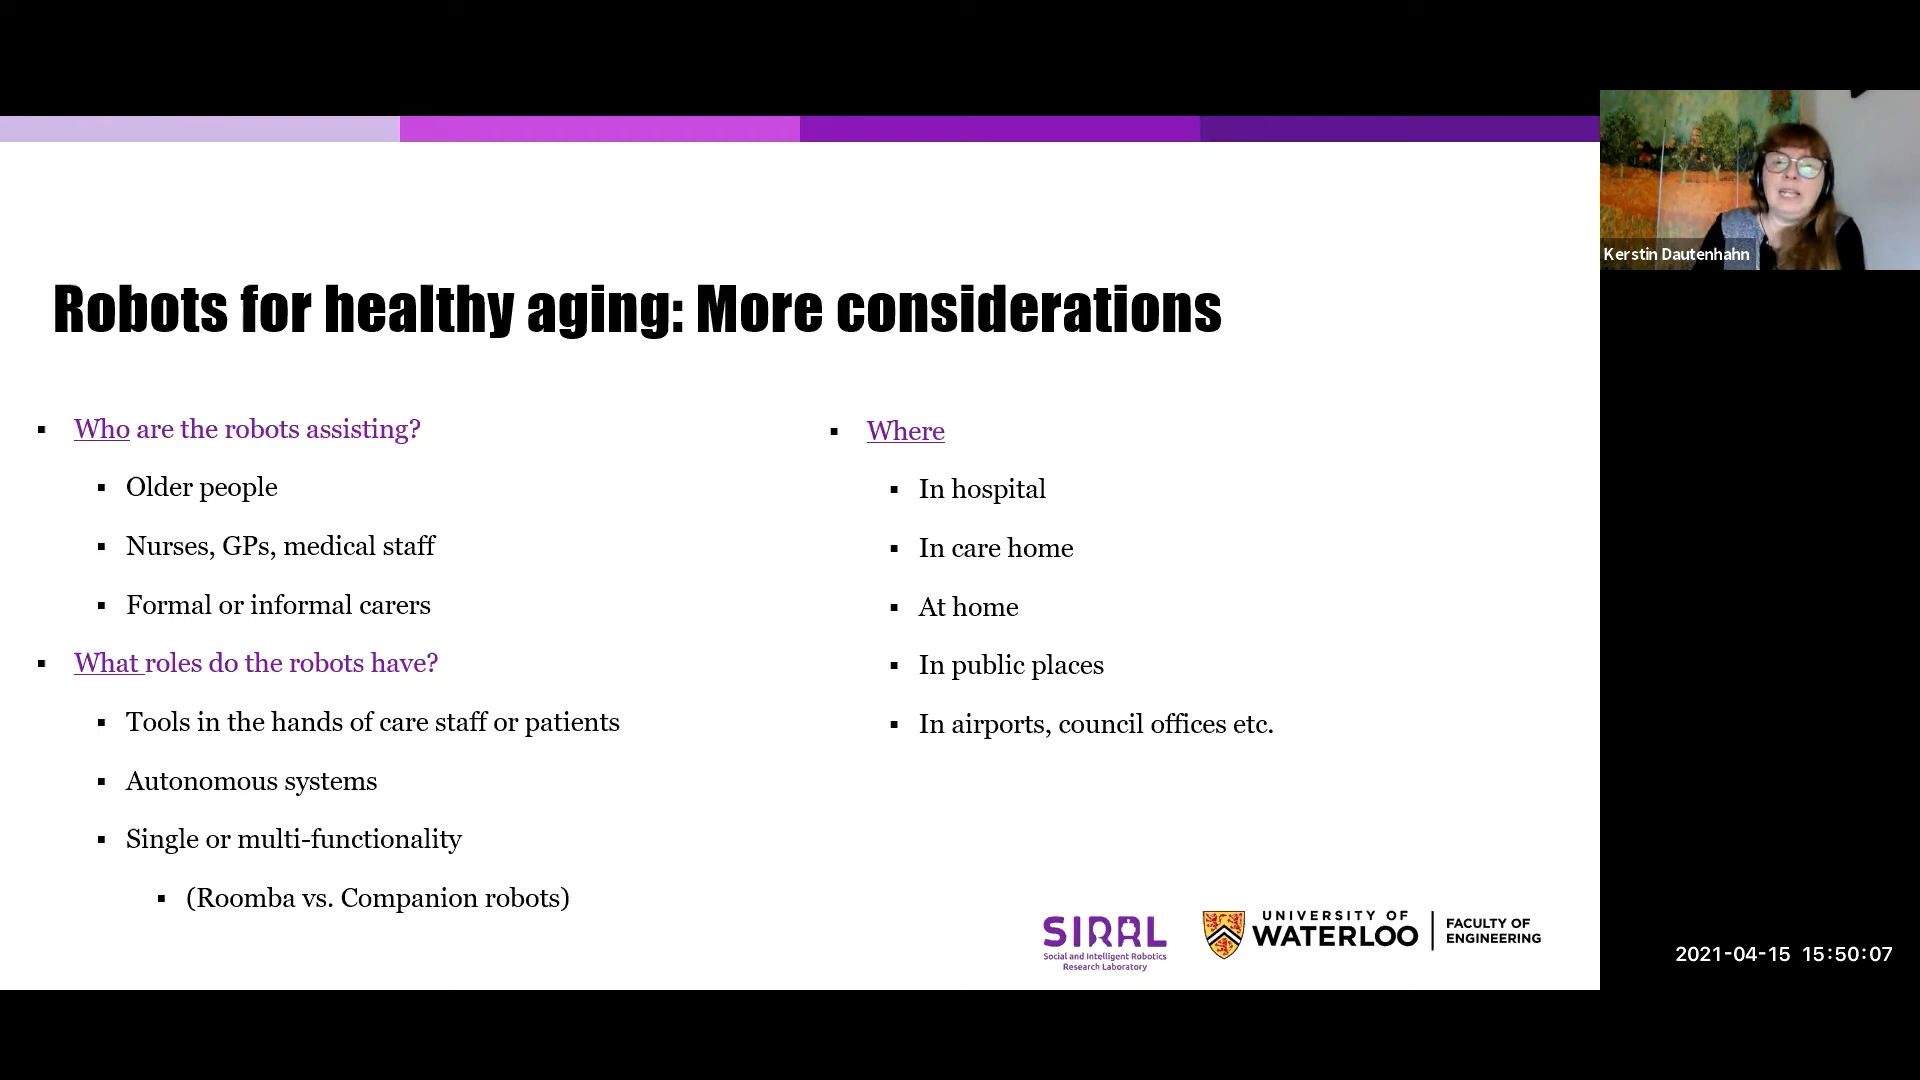 Robots for healthy aging: More considerations
Who are the robots assisting?
Older people
Nurses, GPs, medical staff
Formal or informal carers
What roles do the robots have?
Tools in the hands of care staff or patients
Autonomous systems
Single or multi-functionality
(Roomba vs. Companion robots)
Where
In hospital
In care home
At home
In public places
In airports, council offices etc.
SIRRL
Social and Intelligent Robotics
Research Laboratory
UNIVERSITY OF
WATERLOO
FACULTY OF
ENGINEERING
Kerstin Dautenhahn
2021-04-15 15:50:07